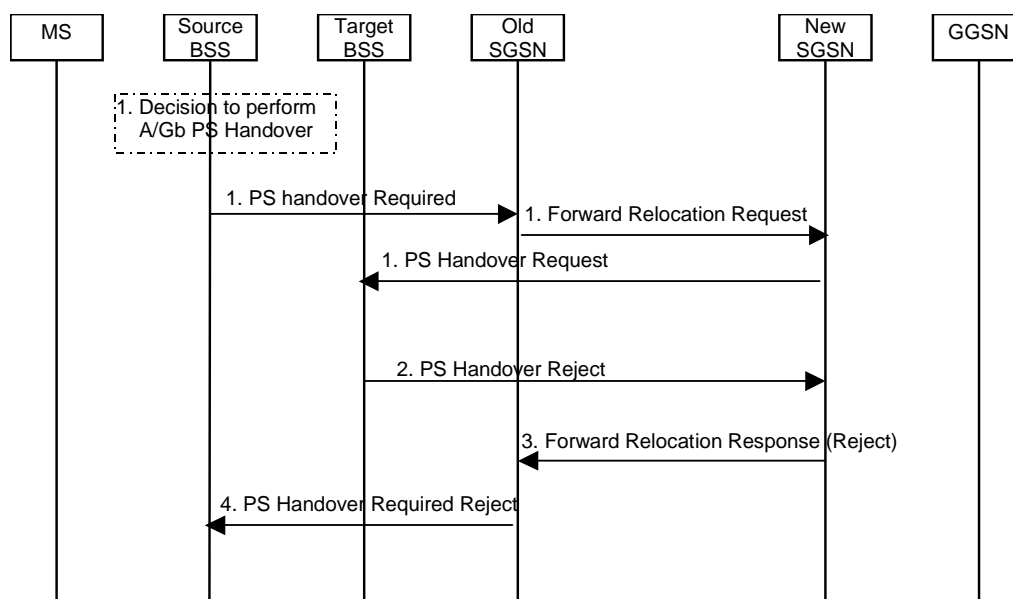 MS
Source
BSS
Target
BSS
Old
SGSN
New
SGSN
GGSN
1. Decision to perform
A/Gb PS Handover
1. PS handover Required
1. Forward Relocation Request
1. PS Handover Request
2. PS Handover Reject
3. Forward Relocation Response (Reject)
4. PS Handover Required Reject